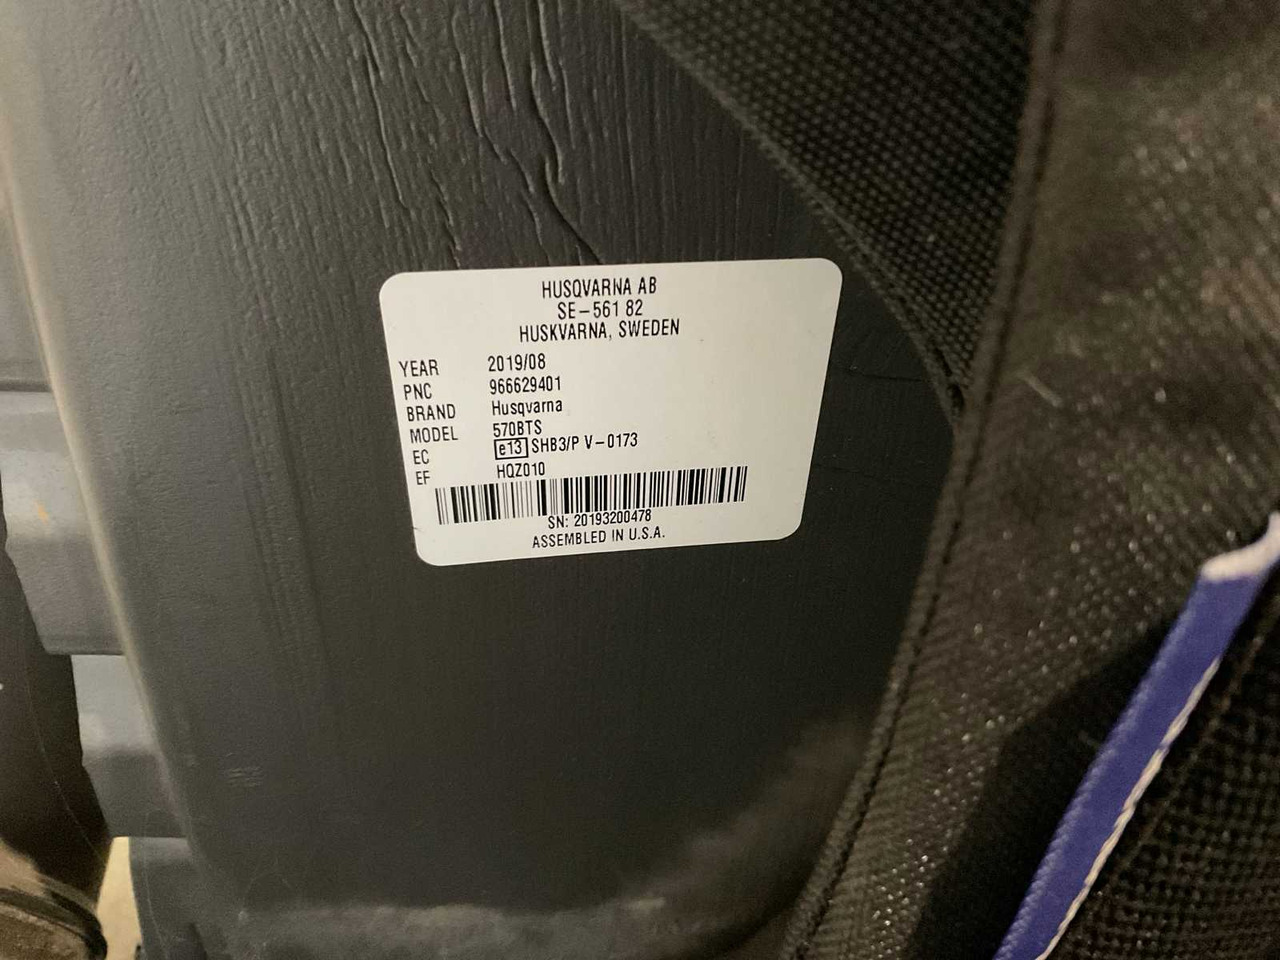 HUSQVARNA AB
SE-561 82
HUSKVARNA, SWEDEN
YEAR 2019/08
PNC 966629401
BRAND Husqvarna
MODEL 570BTS
EC e13 SHB3/P V-0173
EF HQZ010
SN: 20193200478
ASSEMBLED IN U.S.A.